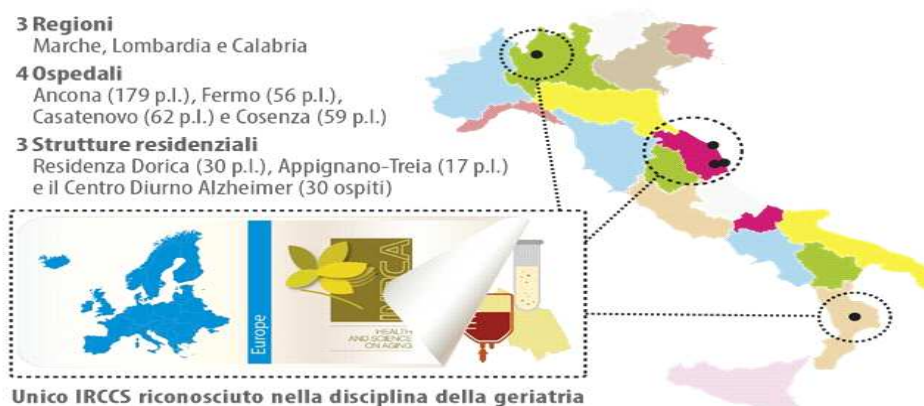 3 Regioni
Marche, Lombardia e Calabria
4 Ospedali
Ancona (179 p.l.), Fermo (56 p.l.),
Casatenovo (62 p.l.) e Cosenza (59 p.l.)
3 Strutture residenziali
Residenza Dorica (30 p.l.), Appignano-Treia (17 p.l.)
e il Centro Diurno Alzheimer (30 ospiti)
Europe
HEALTH
AND SCIENCE
ON AGING
Unico IRCCS riconosciuto nella disciplina della geriatria